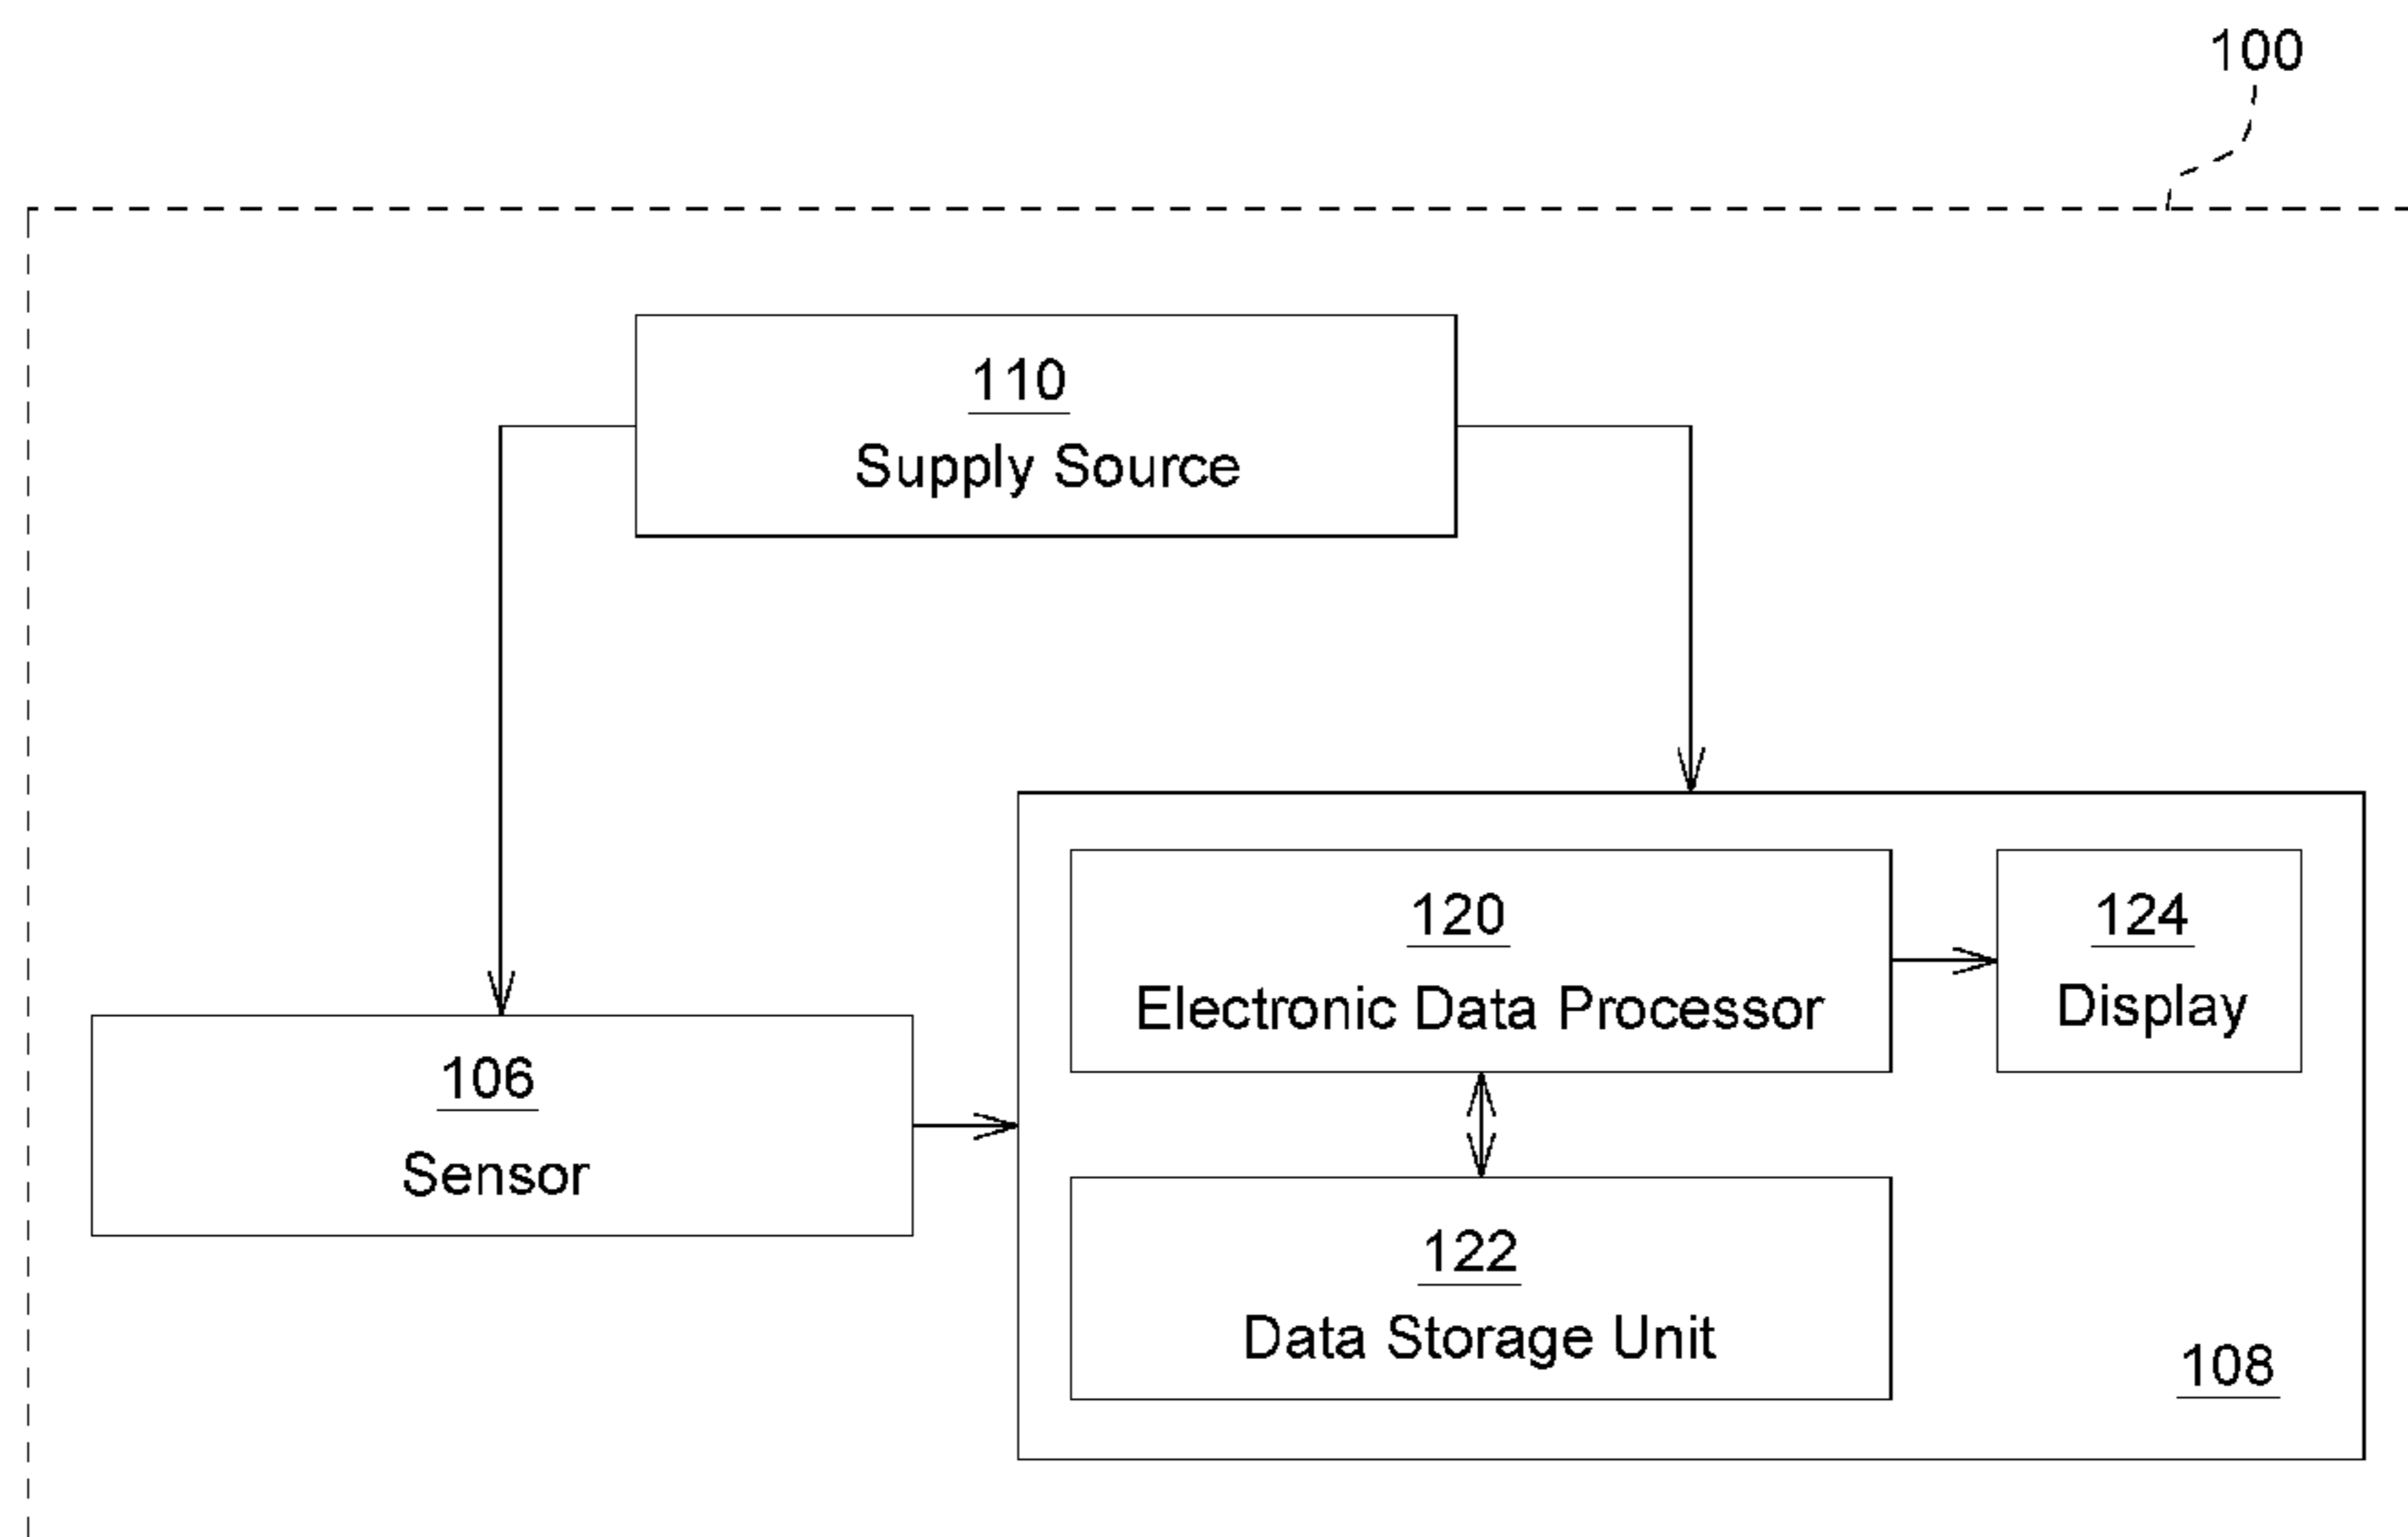 100
110
Supply Source
120
Electronic Data Processor
124
Display
106
Sensor
122
Data Storage Unit
108